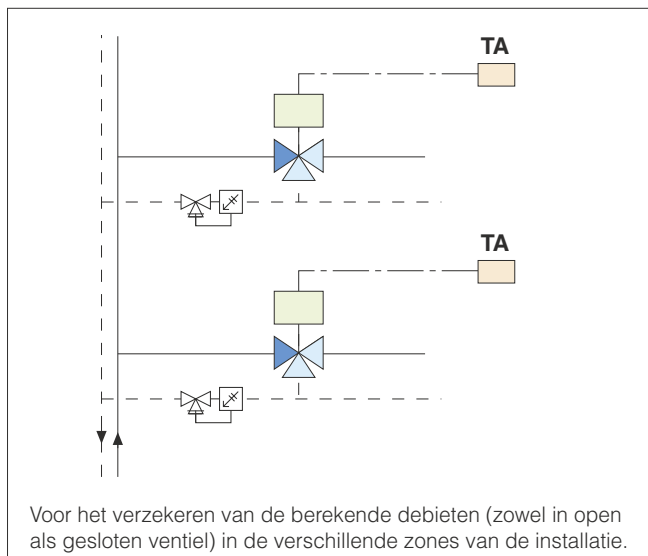 TA
TA
Voor het verzekeren van de berekende debieten (zowel in open
als gesloten ventiel) in de verschillende zones van de installatie.